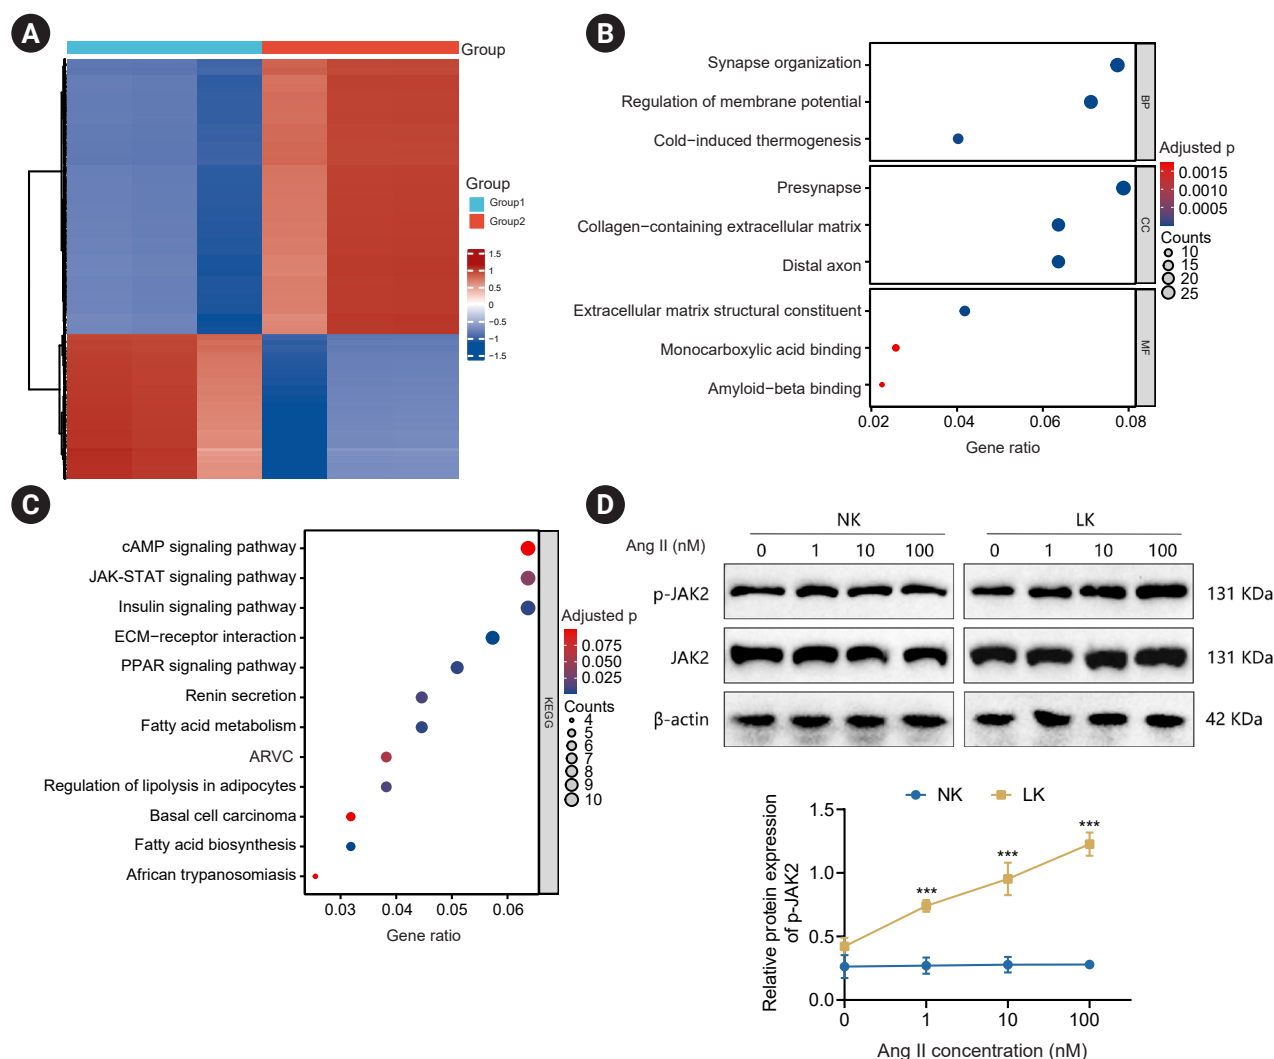 A
Group
Group
Group1
Group2
1.5
1
0.5
0
−0.5
−1
−1.5
B
Synapse organization
Regulation of membrane potential
Cold−induced thermogenesis
BP
Presynapse
Collagen−containing extracellular matrix
Distal axon
CC
Extracellular matrix structural constituent
Monocarboxylic acid binding
Amyloid−beta binding
MF
0.02 0.04 0.06 0.08
Gene ratio
Adjusted p
0.0015
0.0010
0.0005
Counts
10
15
20
25
C
cAMP signaling pathway
JAK-STAT signaling pathway
Insulin signaling pathway
ECM−receptor interaction
PPAR signaling pathway
Renin secretion
Fatty acid metabolism
ARVC
Regulation of lipolysis in adipocytes
Basal cell carcinoma
Fatty acid biosynthesis
African trypanosomiasis
KEGG
0.03 0.04 0.05 0.06
Gene ratio
Adjusted p
0.075
0.050
0.025
Counts
4
5
6
7
8
9
10
D
NK LK
Ang II (nM) 0 1 10 100 0 1 10 100
p-JAK2 131 KDa
JAK2 131 KDa
β-actin 42 KDa
NK LK
Relative protein expression
of p-JAK2
1.5
1.0
0.5
0.0
***
***
***
0 1 10 100
Ang II concentration (nM)